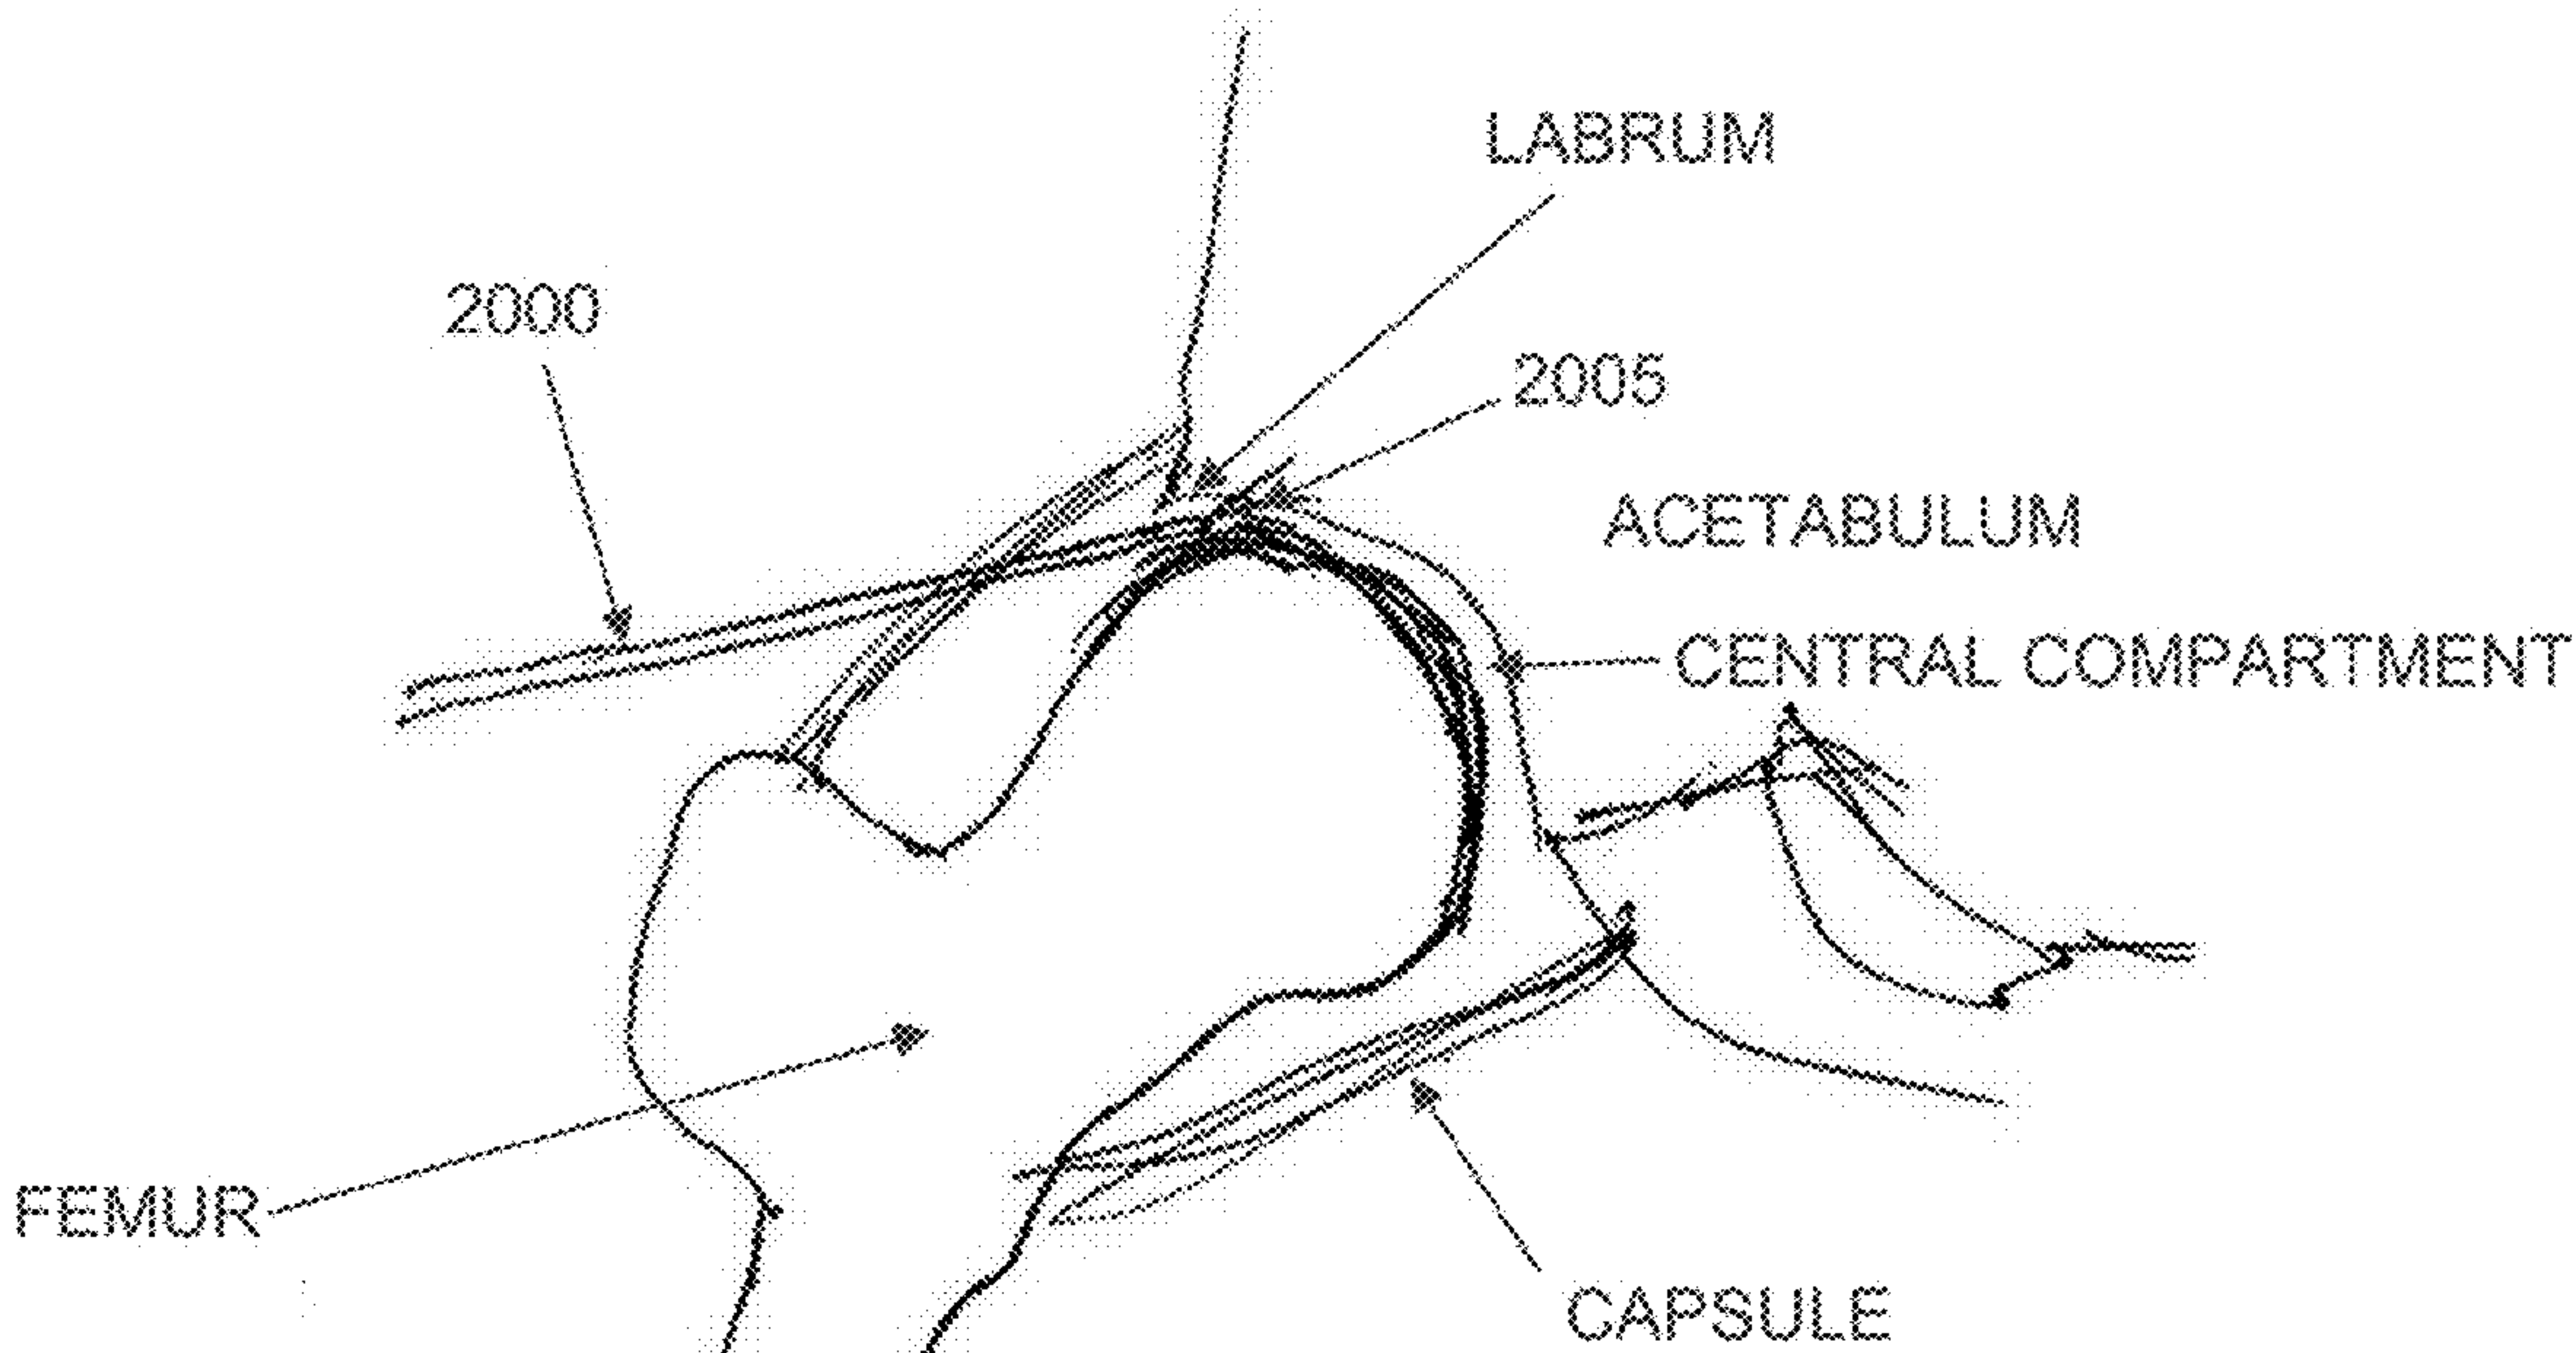 LABRUM
2000
2005
ACETABULUM
CENTRAL COMPARTMENT
FEMUR
CAPSULE